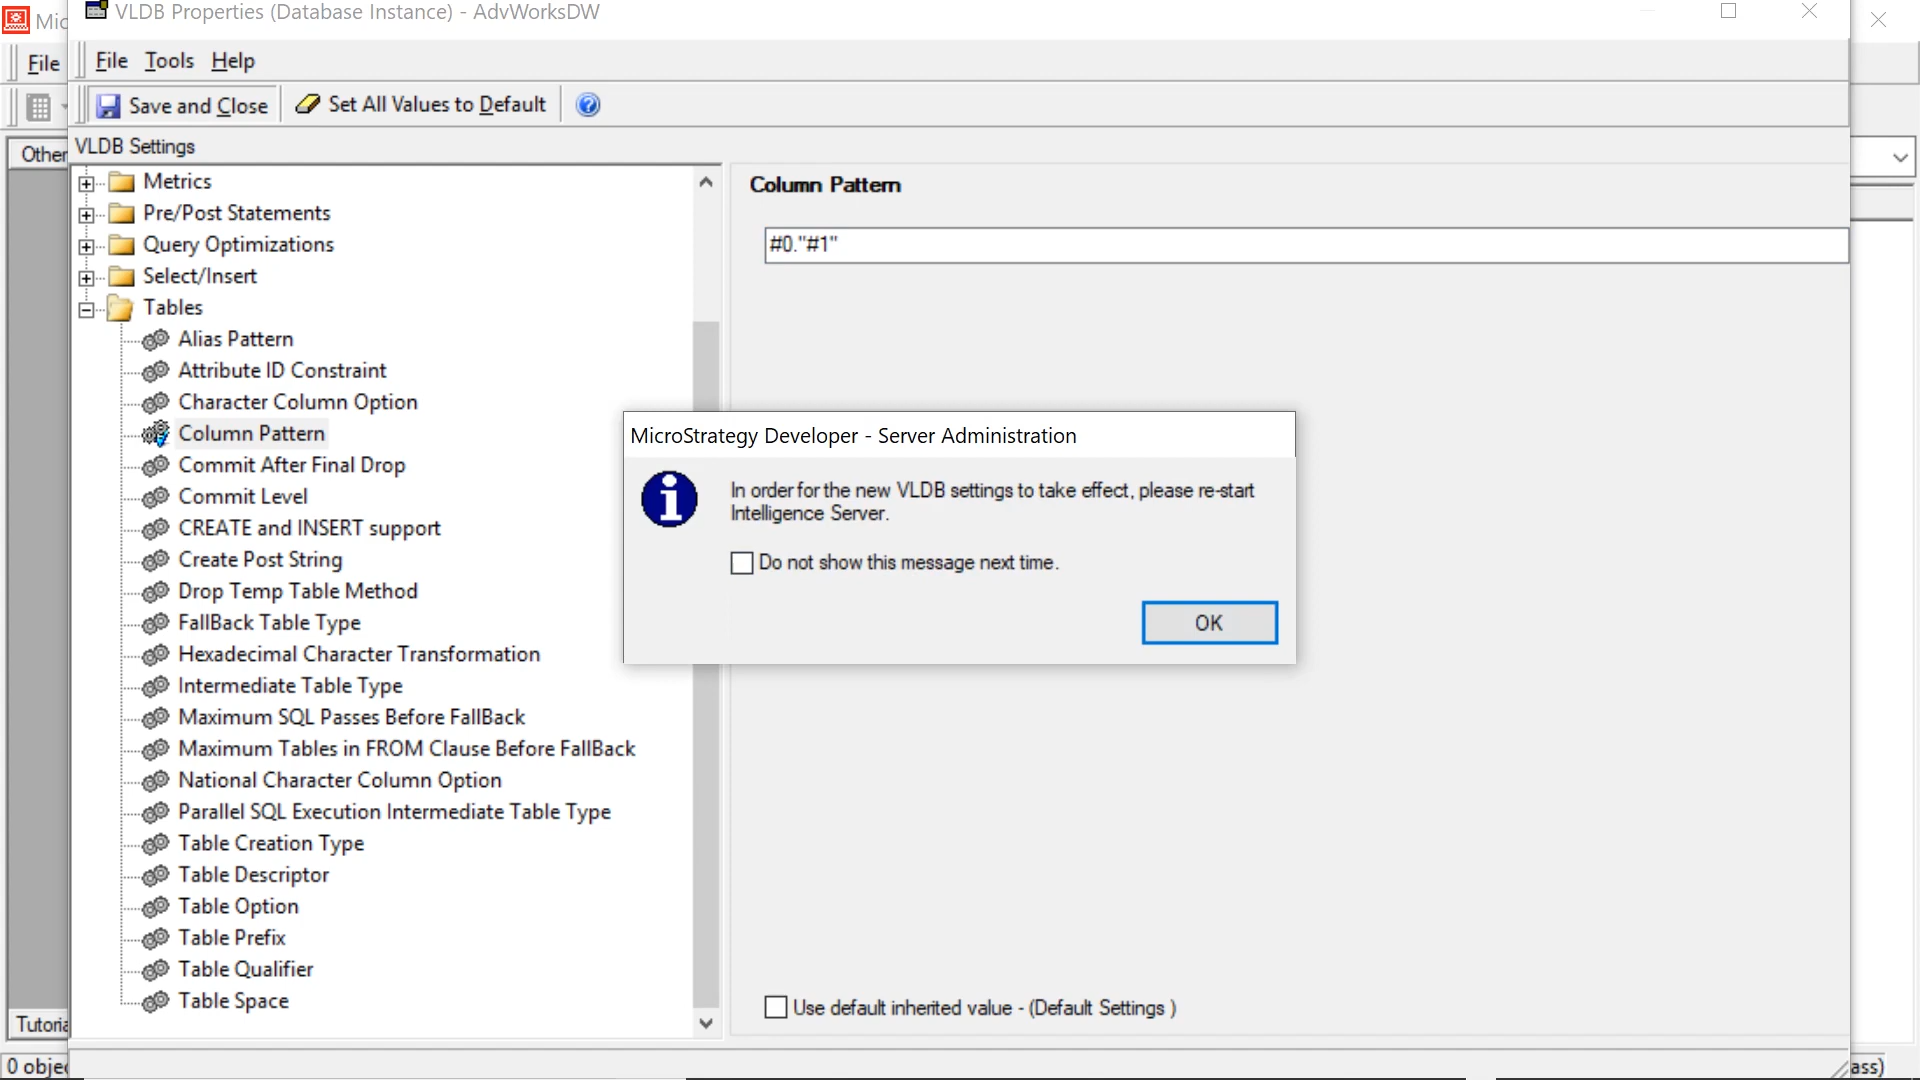 VLDB Properties (Database Instance) - AdvWorksDW
Mic
File
File Tools Help
Save and Close
Set All Values to Default
Other
VLDB Settings
Metrics
Pre/Post Statements
Query Optimizations
Select/Insert
Tables
Alias Pattern
Attribute ID Constraint
Character Column Option
Column Pattern
Commit After Final Drop
Commit Level
CREATE and INSERT support
Create Post String
Drop Temp Table Method
FallBack Table Type
Hexadecimal Character Transformation
Intermediate Table Type
Maximum SQL Passes Before FallBack
Maximum Tables in FROM Clause Before FallBack
National Character Column Option
Parallel SQL Execution Intermediate Table Type
Table Creation Type
Table Descriptor
Table Option
Table Prefix
Table Qualifier
Table Space
Column Pattern
#0."#1"
MicroStrategy Developer - Server Administration
In order for the new VLDB settings to take effect, please re-start
Intelligence Server.
Do not show this message next time.
OK
Use default inherited value - (Default Settings )
Tutoria
0 objec
ass)